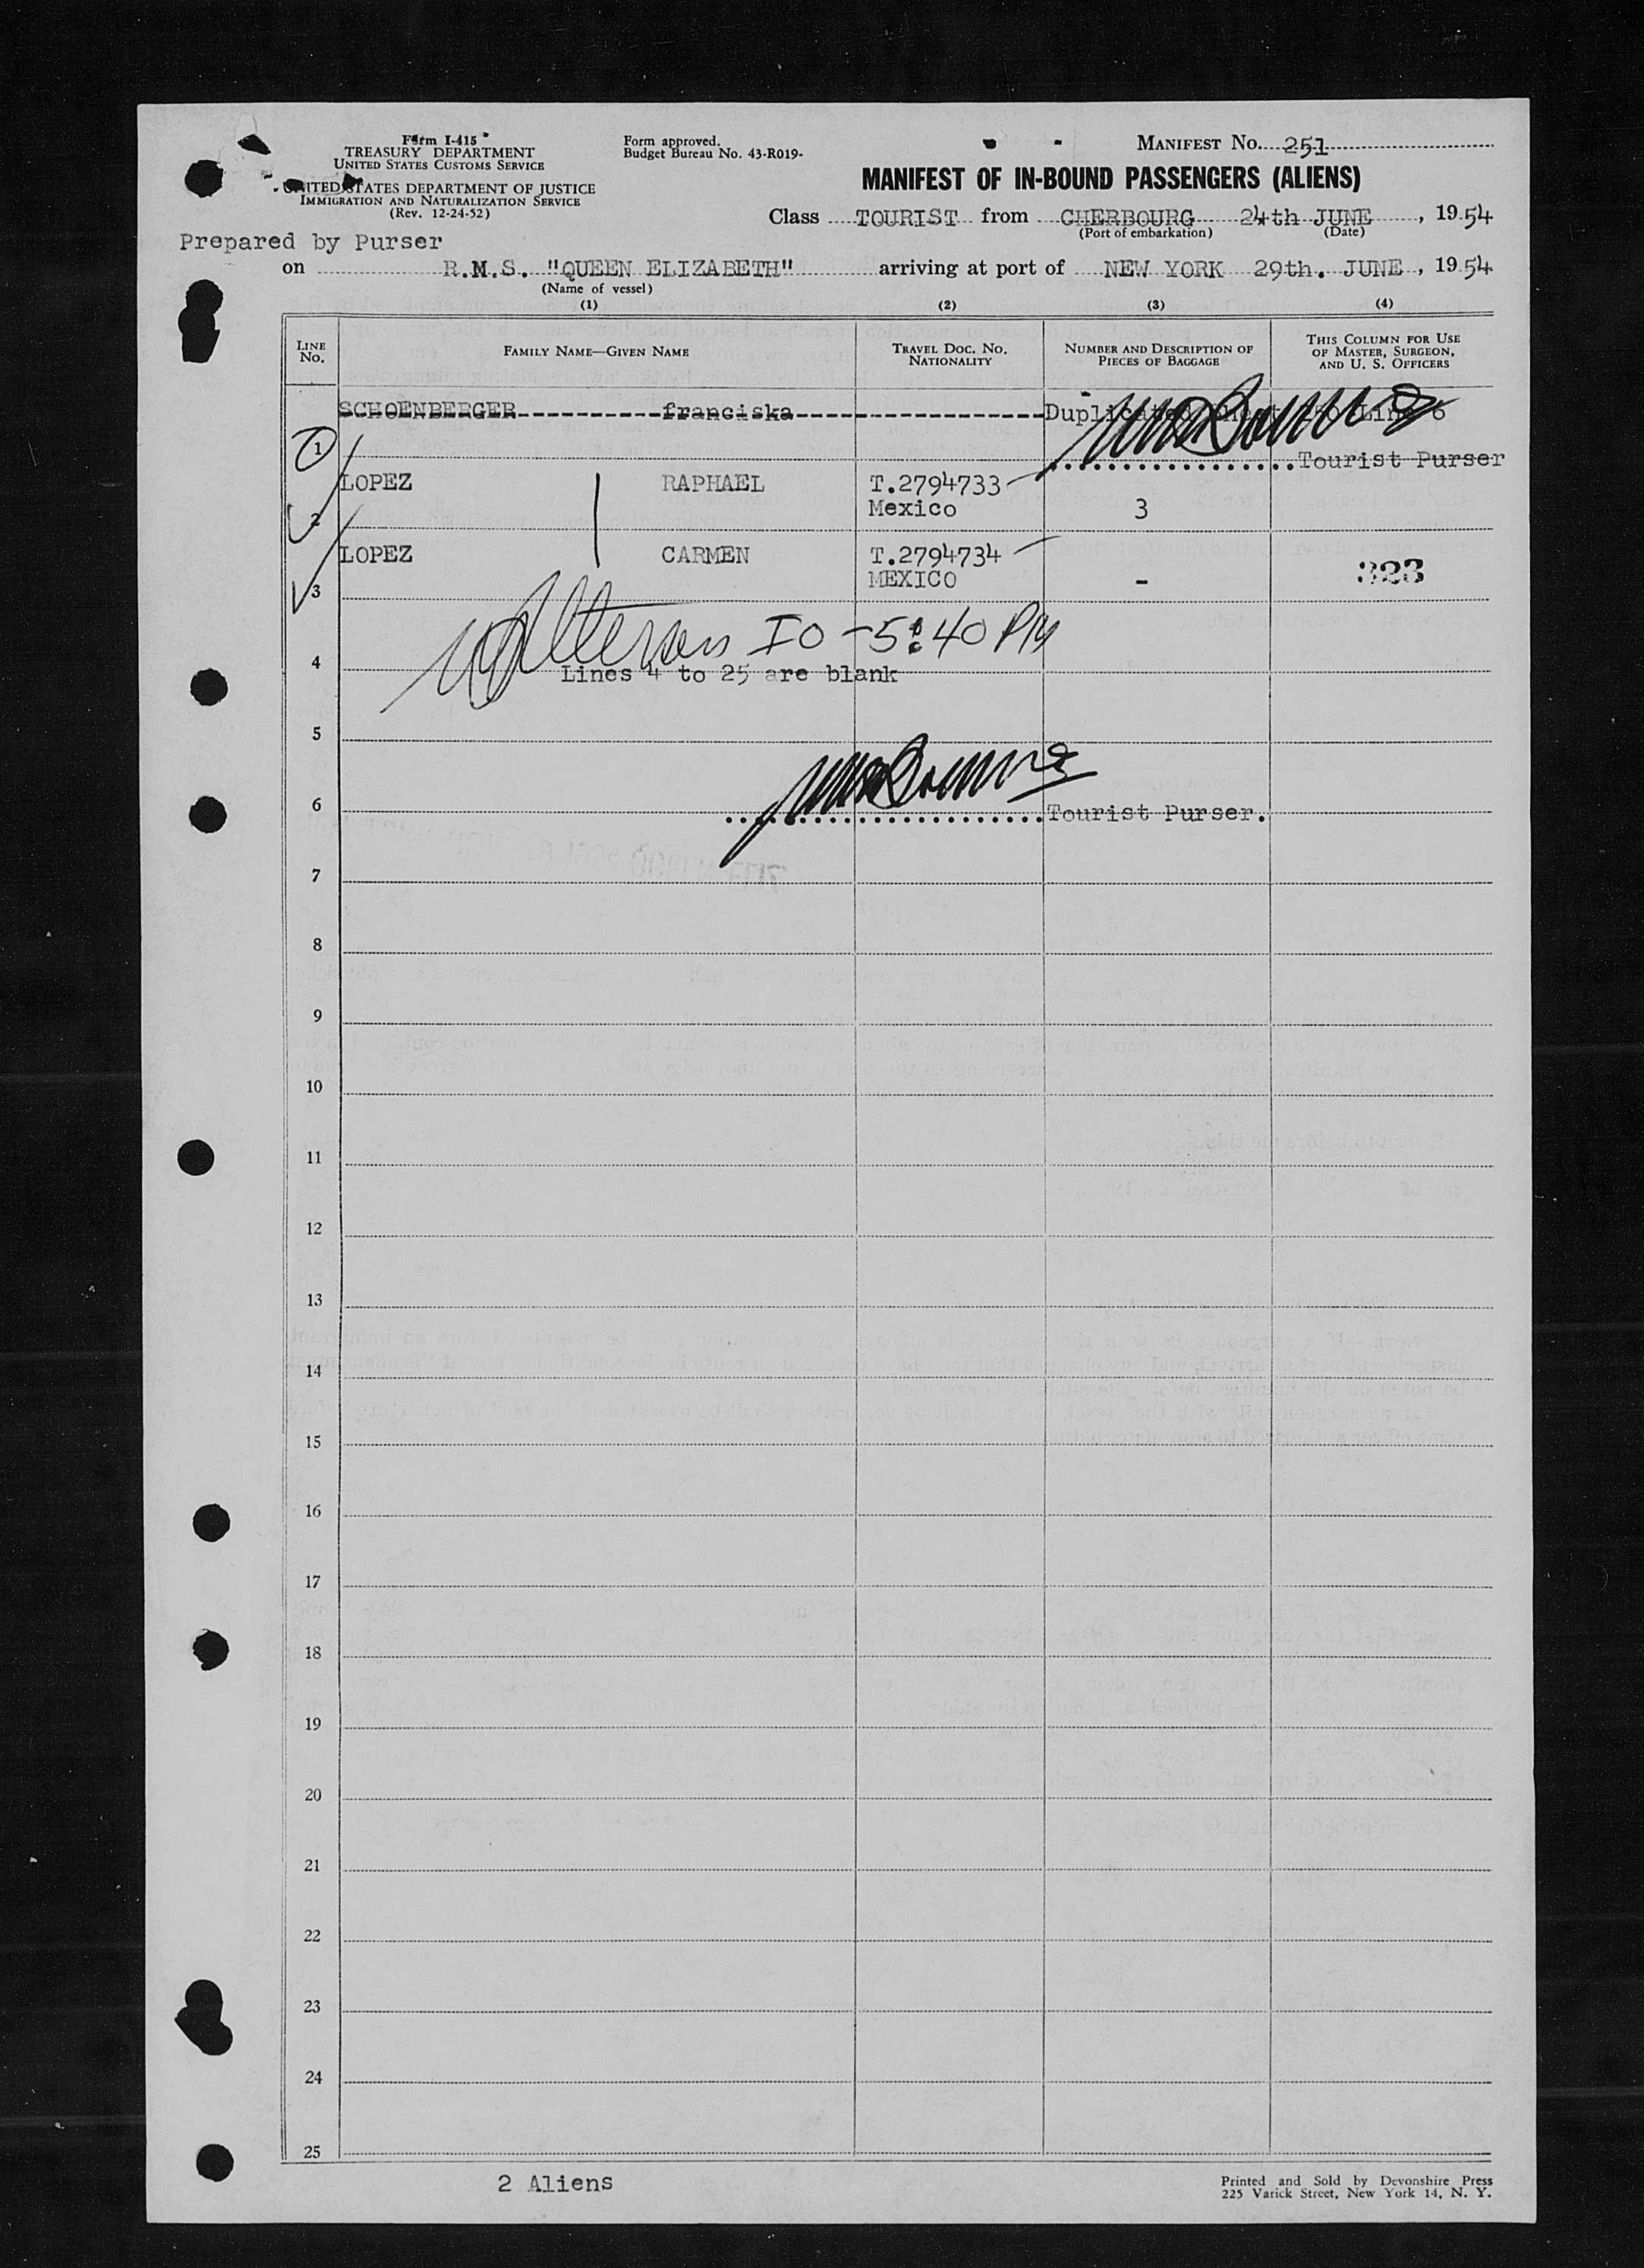 Form I-415
TREASURY DEPARTMENT
UNITED STATES CUSTOMS SERVICE
UNITED STATES DEPARTMENT OF JUSTICE
IMMIGRATION AND NATURALIZATION SERVICE
(Rev. 12-24-52)
Form approved.
Budget Bureau No. 43-R019-
MANIFEST NO. 251
MANIFEST OF IN-BOUND PASSENGERS (ALIENS)
Class TOURIST from CHERBOURG 24th JUNE, 1954
(Port of embarkation) (Date)
Prepared by Purser
on R.M.S. "QUEEN ELIZABETH" arriving at port of NEW YORK 29th. JUNE, 1954
(Name of vessel)
(1) (2) (3) (4)
LINE No. FAMILY NAME—GIVEN NAME TRAVEL DOC. NO. NATIONALITY NUMBER AND DESCRIPTION OF PIECES OF BAGGAGE THIS COLUMN FOR USE OF MASTER, SURGEON, AND U. S. OFFICERS
SCHOENBERGER----------franciska-----------------Duplicated Line 6
1 Tourist Purser
LOPEZ RAPHAEL T.2794733
2 Mexico 3
LOPEZ CARMEN T.2794734
3 MEXICO - 323
IO - 5:40 PM
4 Lines 4 to 25 are blank
5
6 Tourist Purser.
7
8
9
10
11
12
13
14
15
16
17
18
19
20
21
22
23
24
25
2 Aliens
Printed and Sold by Devonshire Press
225 Varick Street, New York 14, N. Y.